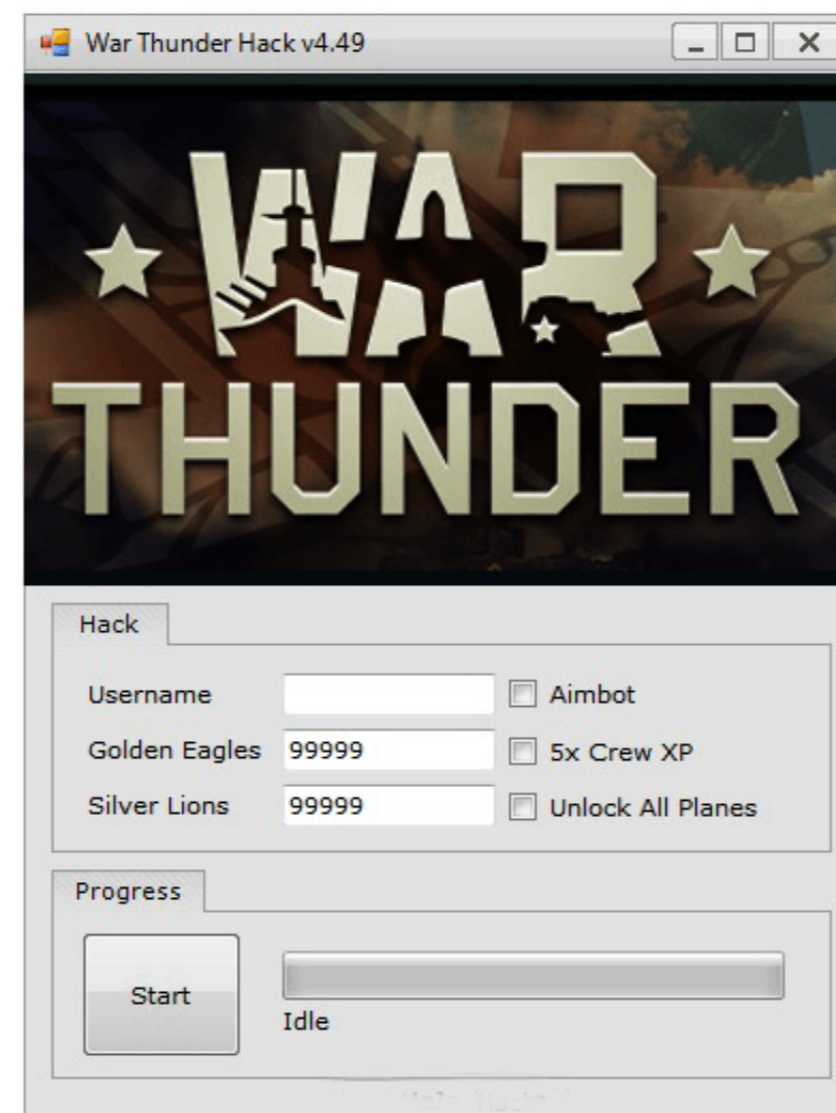 War Thunder Hack v4.49
WAR
THUNDER
Hack
Username
Aimbot
Golden Eagles 99999
5x Crew XP
Silver Lions 99999
Unlock All Planes
Progress
Start
Idle